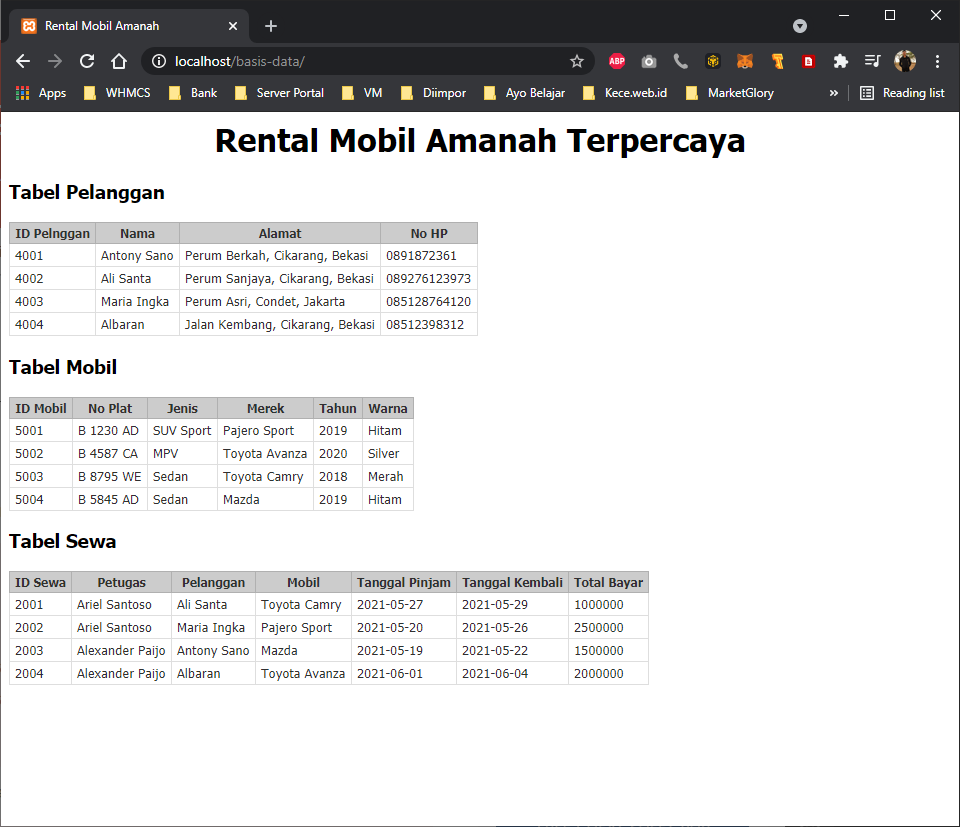 Rental Mobil Amanah
localhost/basis-data/
ABP
Apps WHMCS Bank Server Portal VM Diimpor Ayo Belajar Kece.web.id MarketGlory » Reading list
Rental Mobil Amanah Terpercaya
Tabel Pelanggan
ID Pelnggan Nama Alamat No HP
4001 Antony Sano Perum Berkah, Cikarang, Bekasi 0891872361
4002 Ali Santa Perum Sanjaya, Cikarang, Bekasi 089276123973
4003 Maria Ingka Perum Asri, Condet, Jakarta 085128764120
4004 Albaran Jalan Kembang, Cikarang, Bekasi 08512398312
Tabel Mobil
ID Mobil No Plat Jenis Merek Tahun Warna
5001 B 1230 AD SUV Sport Pajero Sport 2019 Hitam
5002 B 4587 CA MPV Toyota Avanza 2020 Silver
5003 B 8795 WE Sedan Toyota Camry 2018 Merah
5004 B 5845 AD Sedan Mazda 2019 Hitam
Tabel Sewa
ID Sewa Petugas Pelanggan Mobil Tanggal Pinjam Tanggal Kembali Total Bayar
2001 Ariel Santoso Ali Santa Toyota Camry 2021-05-27 2021-05-29 1000000
2002 Ariel Santoso Maria Ingka Pajero Sport 2021-05-20 2021-05-26 2500000
2003 Alexander Paijo Antony Sano Mazda 2021-05-19 2021-05-22 1500000
2004 Alexander Paijo Albaran Toyota Avanza 2021-06-01 2021-06-04 2000000